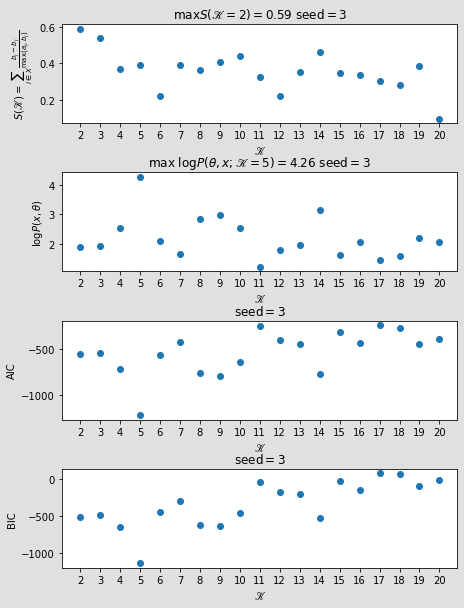 maxS(𝒦 = 2) = 0.59 seed = 3
S(𝒦) = ∑_{i∈X} (b_i − a_i)/max(a_i, b_i)
0.6
0.4
0.2
2 3 4 5 6 7 8 9 10 11 12 13 14 15 16 17 18 19 20
𝒦
max logP(θ, x; 𝒦 = 5) = 4.26 seed = 3
logP(x, θ)
4
3
2
2 3 4 5 6 7 8 9 10 11 12 13 14 15 16 17 18 19 20
𝒦
seed = 3
AIC
−500
−1000
2 3 4 5 6 7 8 9 10 11 12 13 14 15 16 17 18 19 20
𝒦
seed = 3
BIC
0
−500
−1000
2 3 4 5 6 7 8 9 10 11 12 13 14 15 16 17 18 19 20
𝒦